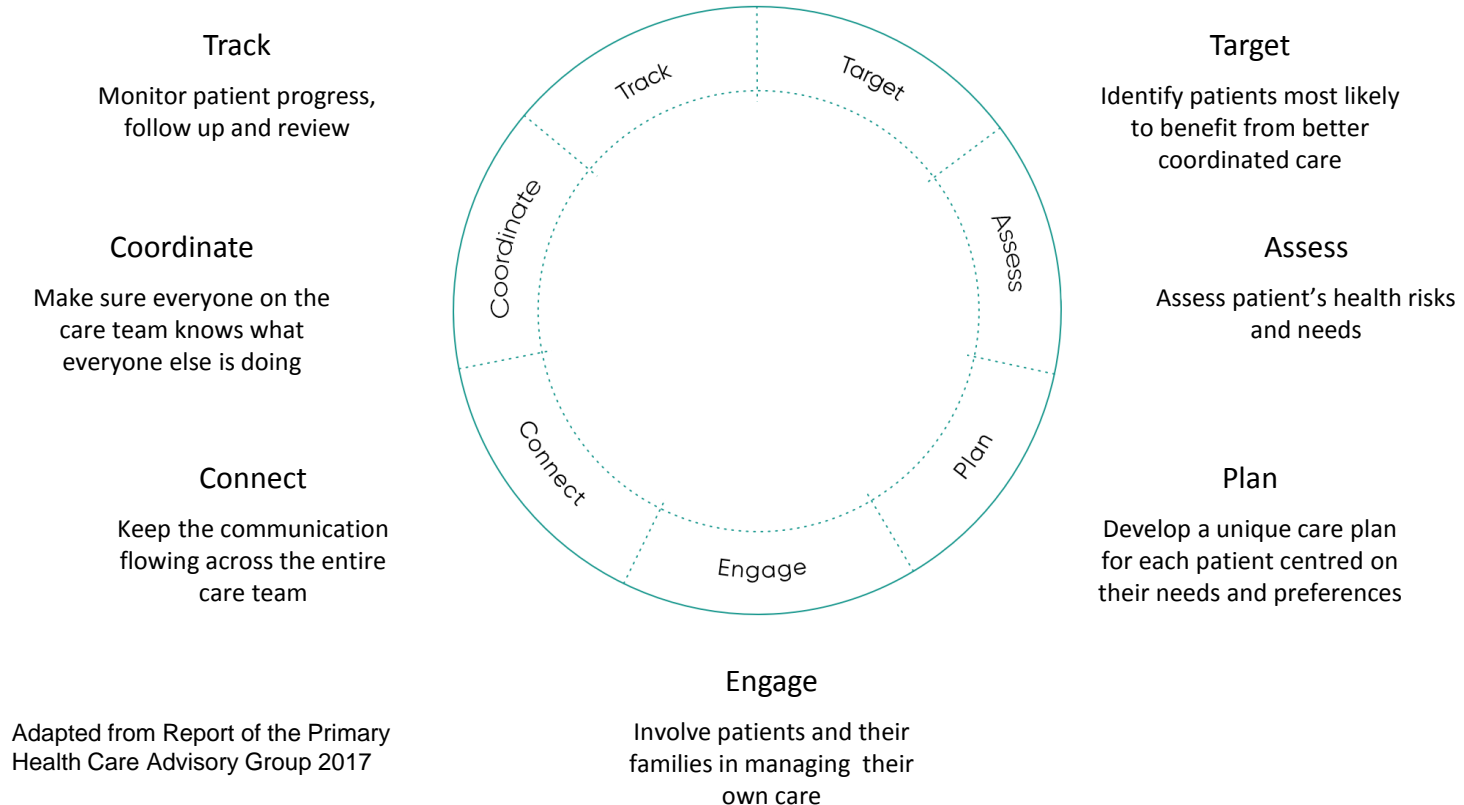 Track
Monitor patient progress,
follow up and review
Coordinate
Make sure everyone on the
care team knows what
everyone else is doing
Connect
Keep the communication
flowing across the entire
care team
Adapted from Report of the Primary
Health Care Advisory Group 2017
Track
Target
Assess
Plan
Engage
Connect
Coordinate
Engage
Involve patients and their
families in managing their
own care
Target
Identify patients most likely
to benefit from better
coordinated care
Assess
Assess patient’s health risks
and needs
Plan
Develop a unique care plan
for each patient centred on
their needs and preferences